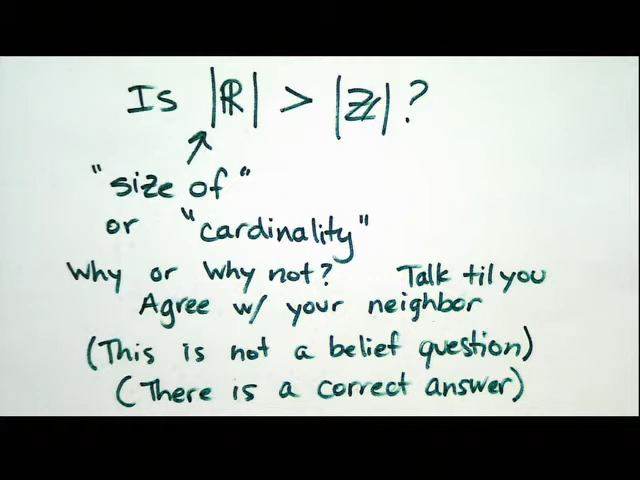 Is |ℝ| > |ℤ|?
"size of"
or "cardinality"
Why or Why not? Talk til you
Agree w/ your neighbor
(This is not a belief question)
(There is a correct answer)